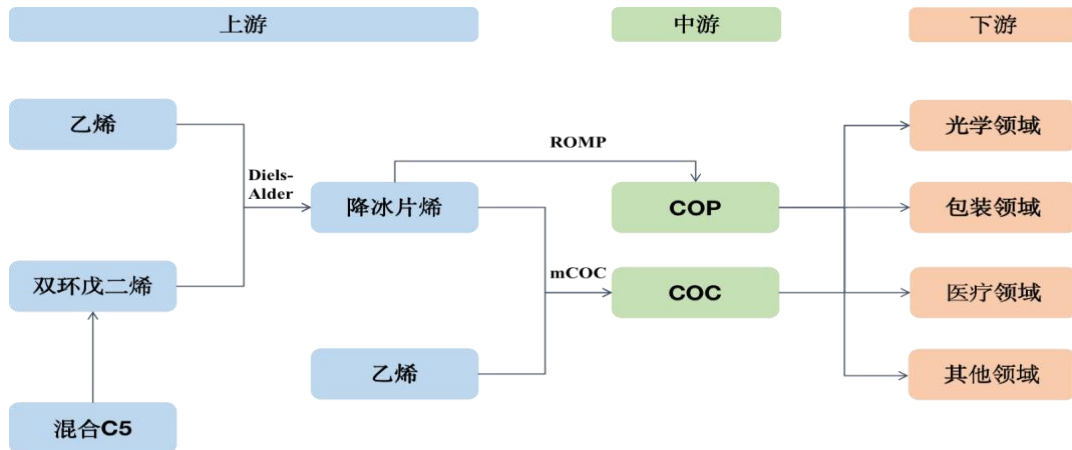 上游
中游
下游
乙烯
双环戊二烯
混合C5
Diels-
Alder
降冰片烯
乙烯
ROMP
mCOC
COP
COC
光学领域
包装领域
医疗领域
其他领域